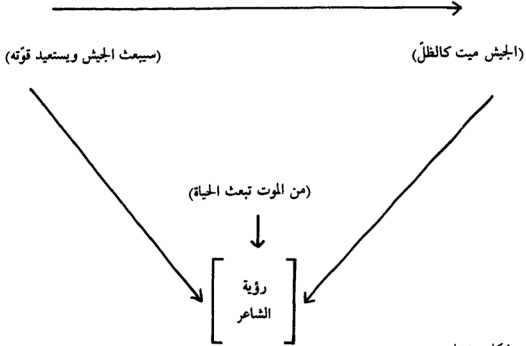 (الجيش ميت كالظلّ)
(سيبعث الجيش ويستعيد قوّته)
(من الموت تبعث الحياة)
رؤية
الشاعر